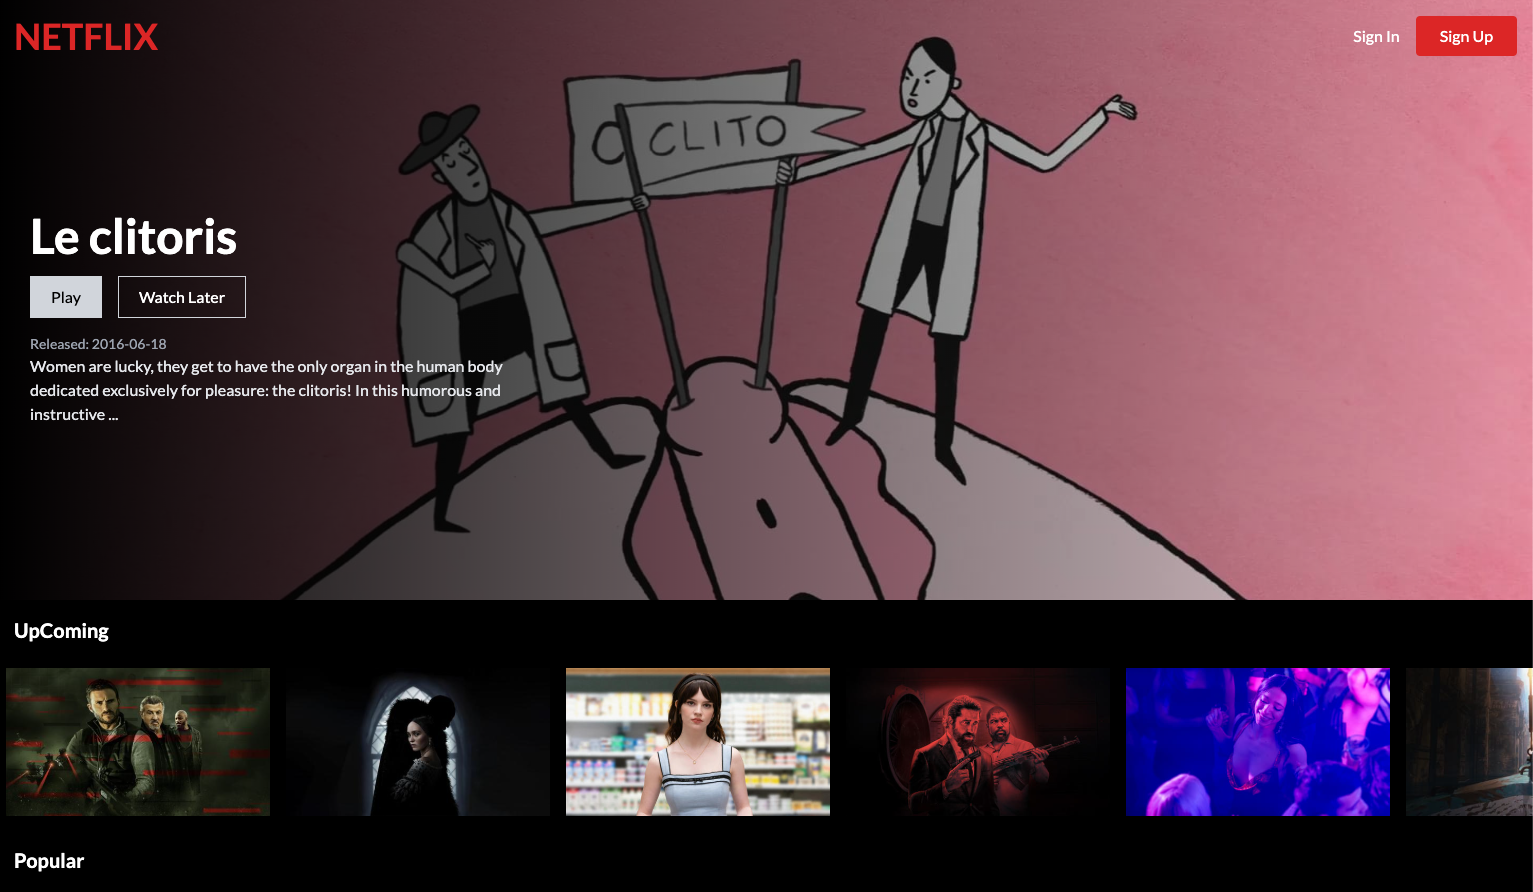 NETFLIX
Sign In
Sign Up
C CLITO
Le clitoris
Play
Watch Later
Released: 2016-06-18
Women are lucky, they get to have the only organ in the human body
dedicated exclusively for pleasure: the clitoris! In this humorous and
instructive ...
UpComing
Popular